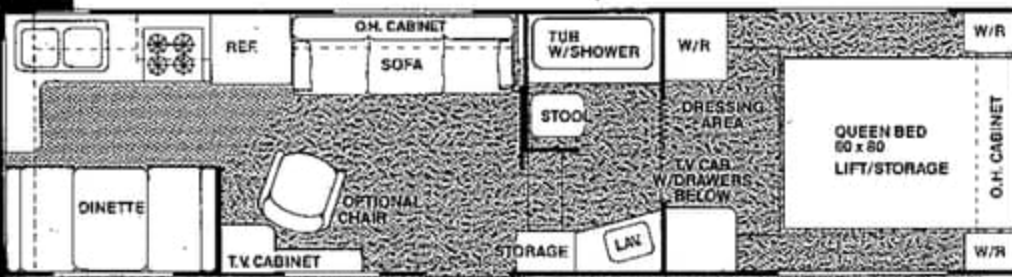 REF.
O.H. CABINET
SOFA
TUB
W/SHOWER
W/R
W/R
STOOL
DRESSING
AREA
QUEEN BED
60 x 80
LIFT/STORAGE
O.H. CABINET
T.V. CAB
W/DRAWERS
BELOW
DINETTE
OPTIONAL
CHAIR
T.V. CABINET
STORAGE
LAV.
W/R